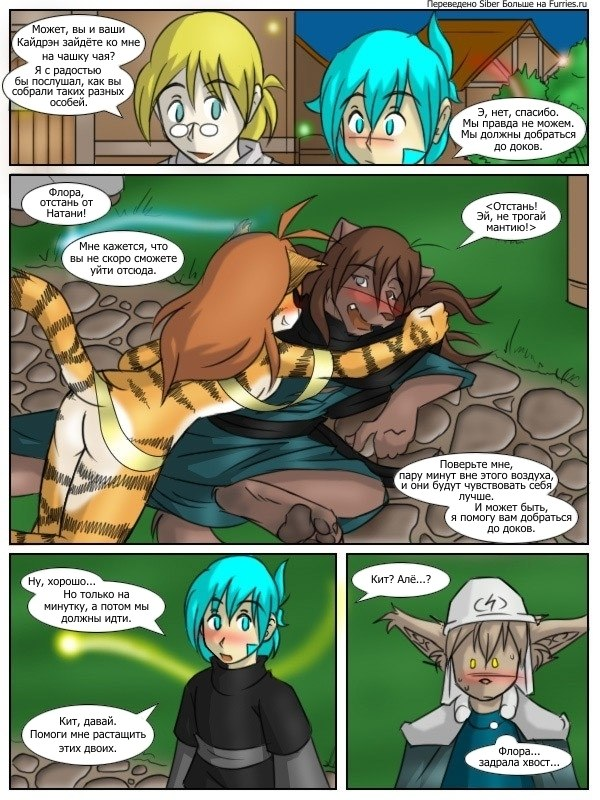 Переведено Siber Больше на Furries.ru
Может, вы и ваши
Кайдрэн зайдёте ко мне
на чашку чая?
Я с радостью
бы послушал, как вы
собрали таких разных
особей.
Э, нет, спасибо.
Мы правда не можем.
Мы должны добраться
до доков.
Флора,
отстань от
Натани!
<Отстань!
Эй, не трогай
мантию!>
Мне кажется, что
вы не скоро сможете
уйти отсюда.
Поверьте мне,
пару минут вне этого воздуха,
и они будут чувствовать себя
лучше.
И может быть,
я помогу вам добраться
до доков.
Ну, хорошо...
Но только на
минутку, а потом мы
должны идти.
Кит, давай.
Помоги мне растащить
этих двоих.
Кит? Алё...?
Флора...
задрала хвост...